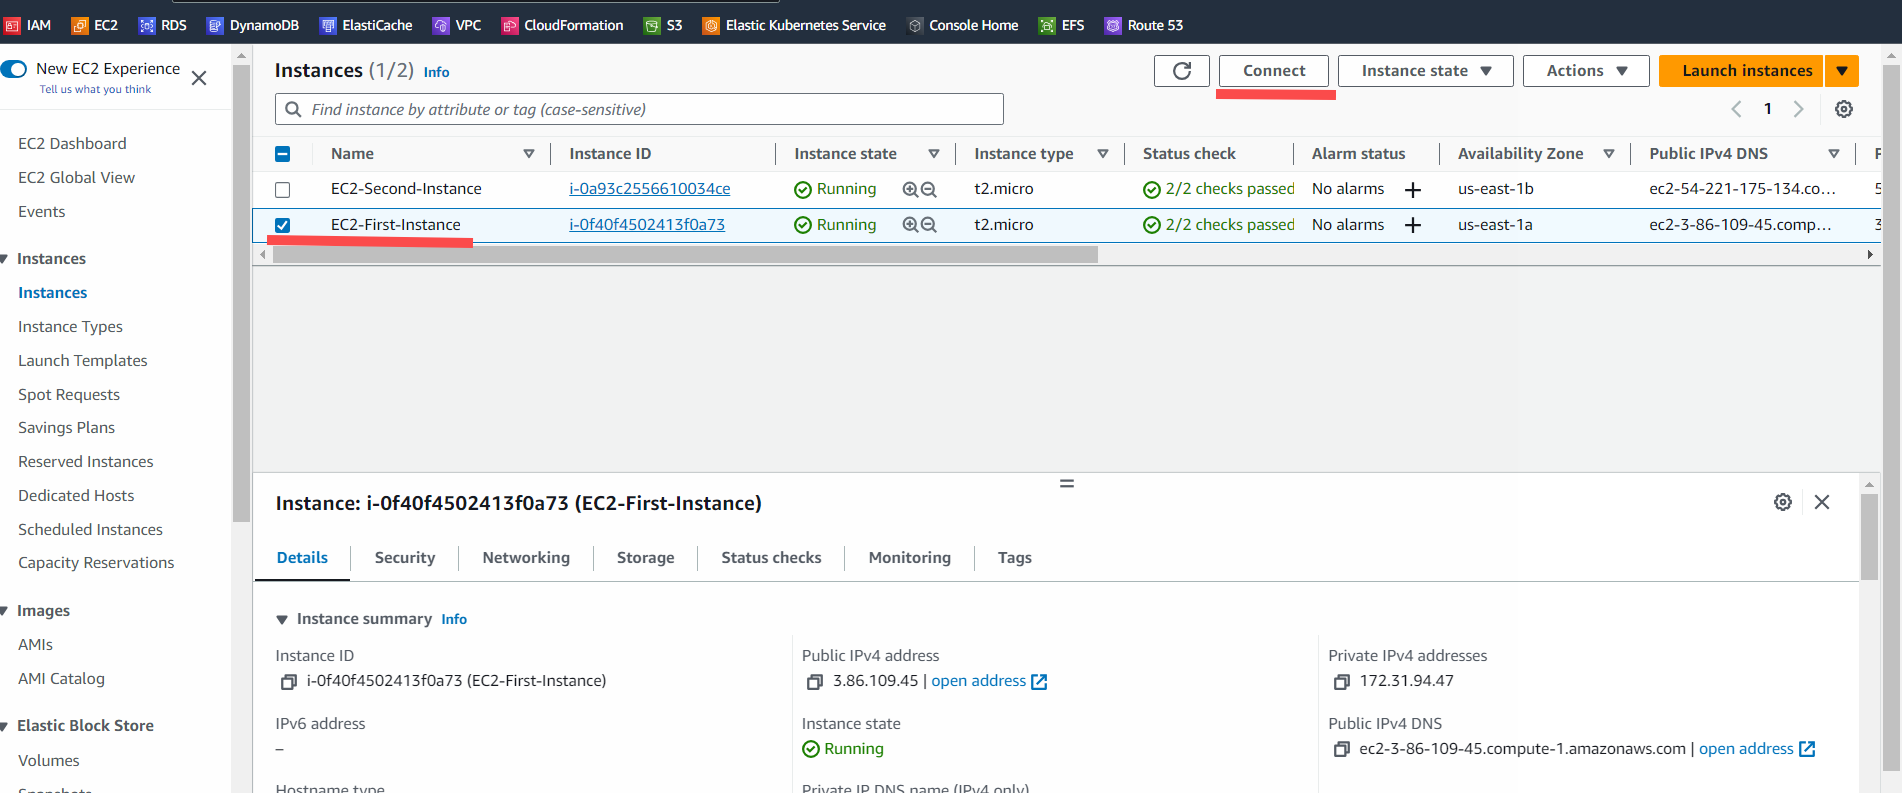 IAM EC2 RDS DynamoDB ElastiCache VPC CloudFormation S3 Elastic Kubernetes Service Console Home EFS Route 53
New EC2 Experience
Tell us what you think
EC2 Dashboard
EC2 Global View
Events
Instances
Instances
Instance Types
Launch Templates
Spot Requests
Savings Plans
Reserved Instances
Dedicated Hosts
Scheduled Instances
Capacity Reservations
Images
AMIs
AMI Catalog
Elastic Block Store
Volumes
Snapshots
Instances (1/2) Info
Connect Instance state Actions Launch instances
Find instance by attribute or tag (case-sensitive)
1
Name Instance ID Instance state Instance type Status check Alarm status Availability Zone Public IPv4 DNS
EC2-Second-Instance i-0a93c2556610034ce Running t2.micro 2/2 checks passed No alarms + us-east-1b ec2-54-221-175-134.co... 5
EC2-First-Instance i-0f40f4502413f0a73 Running t2.micro 2/2 checks passed No alarms + us-east-1a ec2-3-86-109-45.comp... 3
Instance: i-0f40f4502413f0a73 (EC2-First-Instance)
Details Security Networking Storage Status checks Monitoring Tags
Instance summary Info
Instance ID
i-0f40f4502413f0a73 (EC2-First-Instance)
Public IPv4 address
3.86.109.45 | open address
Private IPv4 addresses
172.31.94.47
IPv6 address
–
Instance state
Running
Public IPv4 DNS
ec2-3-86-109-45.compute-1.amazonaws.com | open address
Hostname type
Private IP DNS name (IPv4 only)